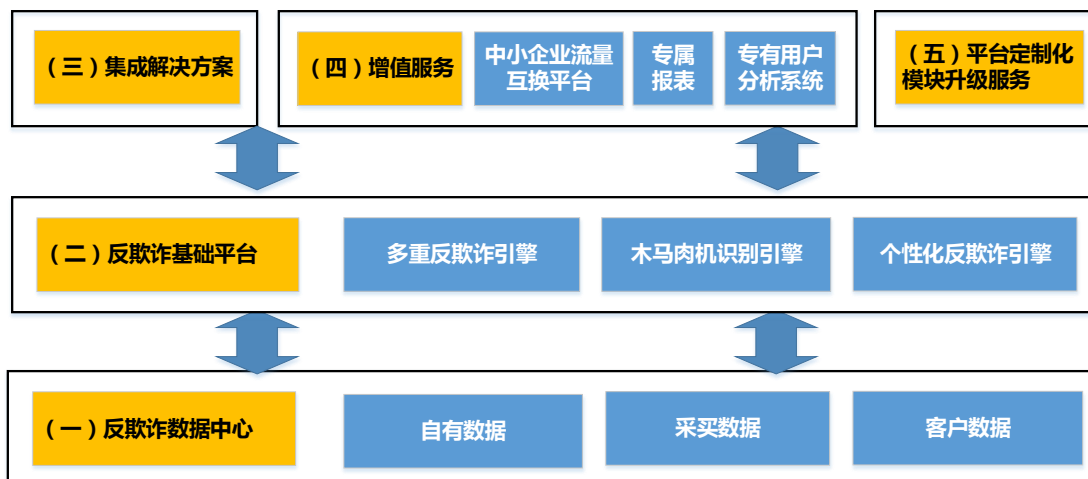 （三）集成解决方案
（四）增值服务
中小企业流量
互换平台
专属
报表
专有用户
分析系统
（五）平台定制化
模块升级服务
（二）反欺诈基础平台
多重反欺诈引擎
木马肉机识别引擎
个性化反欺诈引擎
（一）反欺诈数据中心
自有数据
采买数据
客户数据